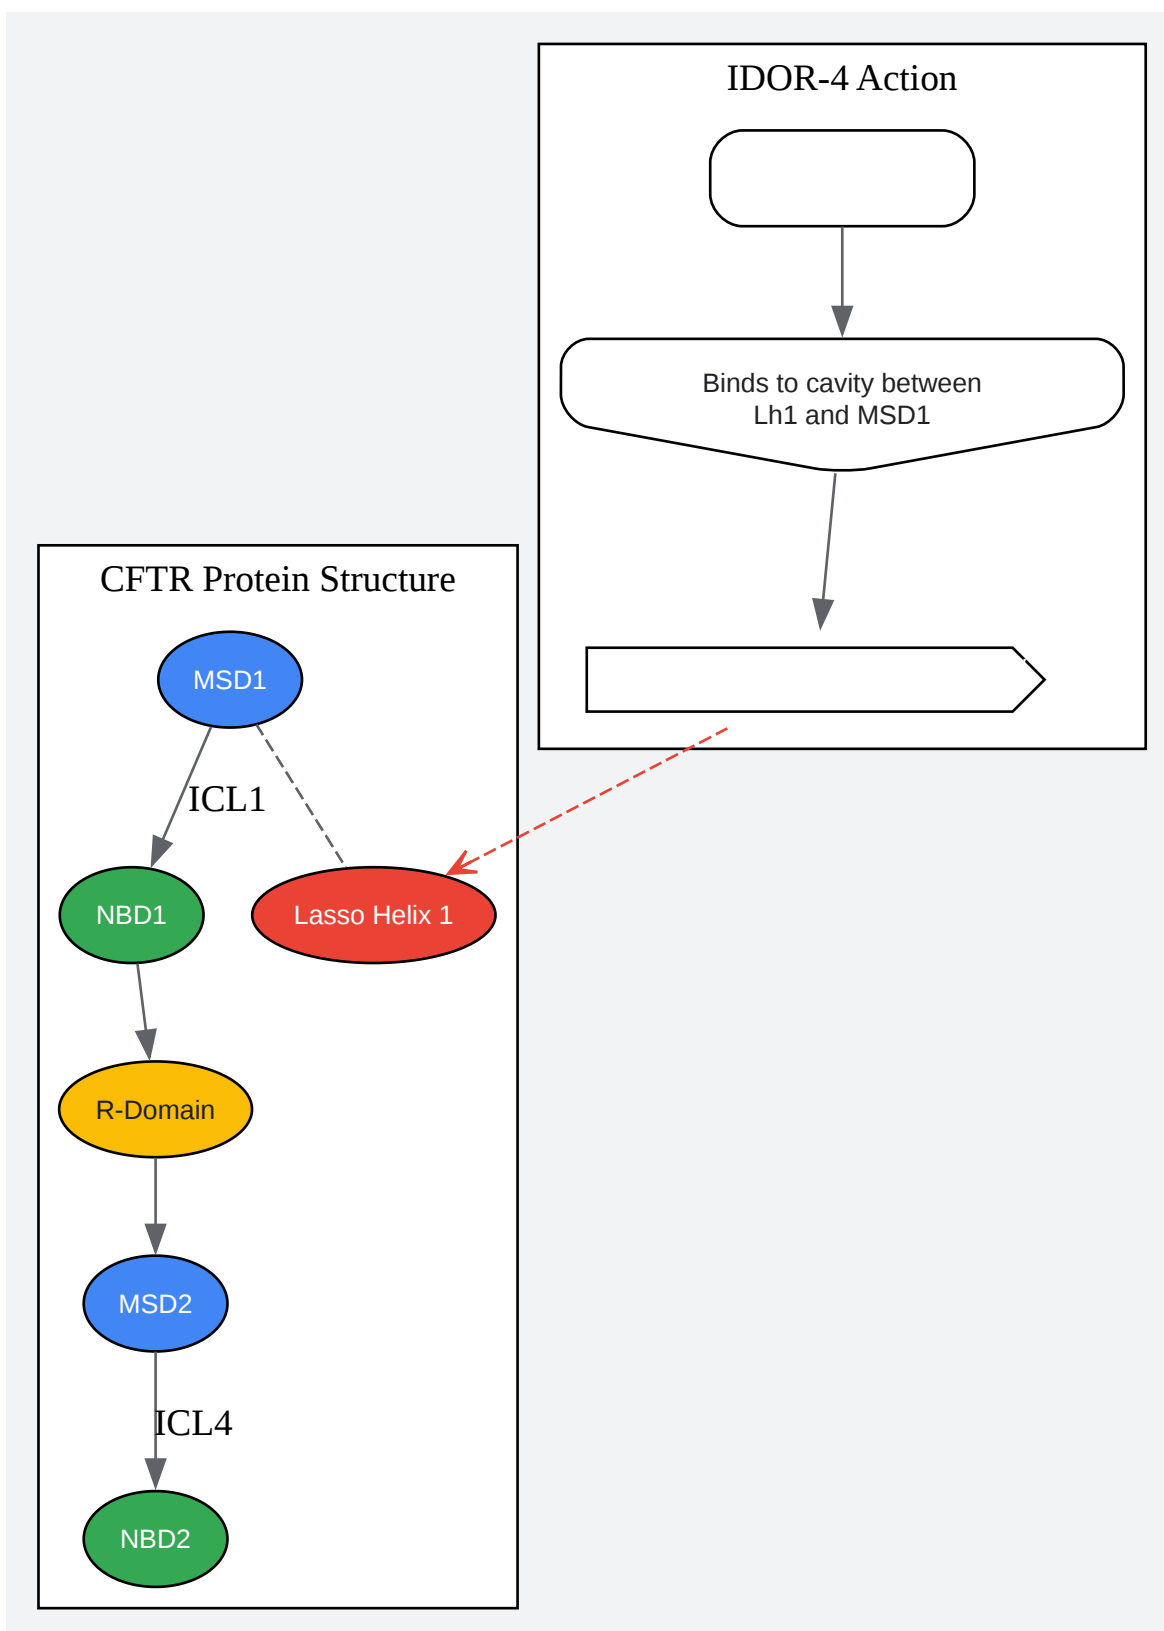 IDOR-4 Action
Binds to cavity between
Lh1 and MSD1
CFTR Protein Structure
MSD1
ICL1
NBD1
Lasso Helix 1
R-Domain
MSD2
ICL4
NBD2